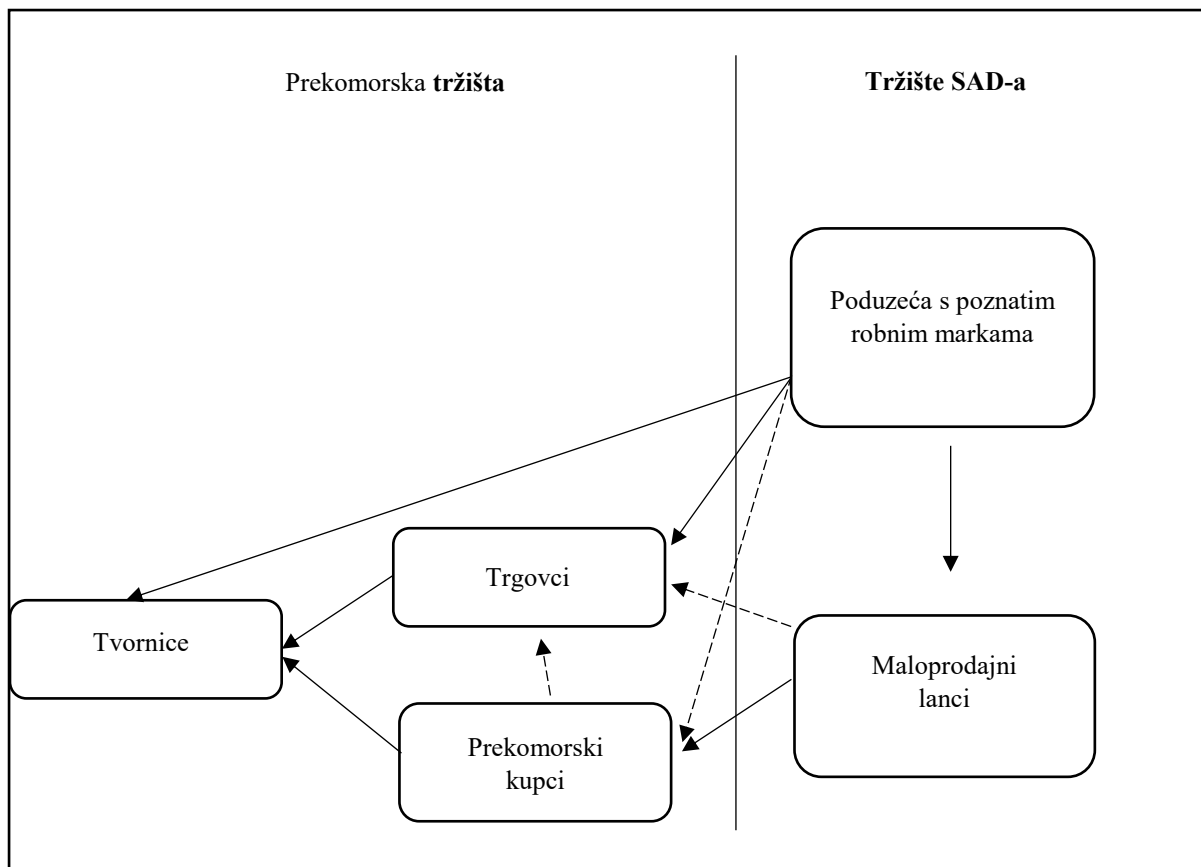 Prekomorska tržišta
Tržište SAD-a
Poduzeća s poznatim
robnim markama
Trgovci
Tvornice
Maloprodajni
lanci
Prekomorski
kupci